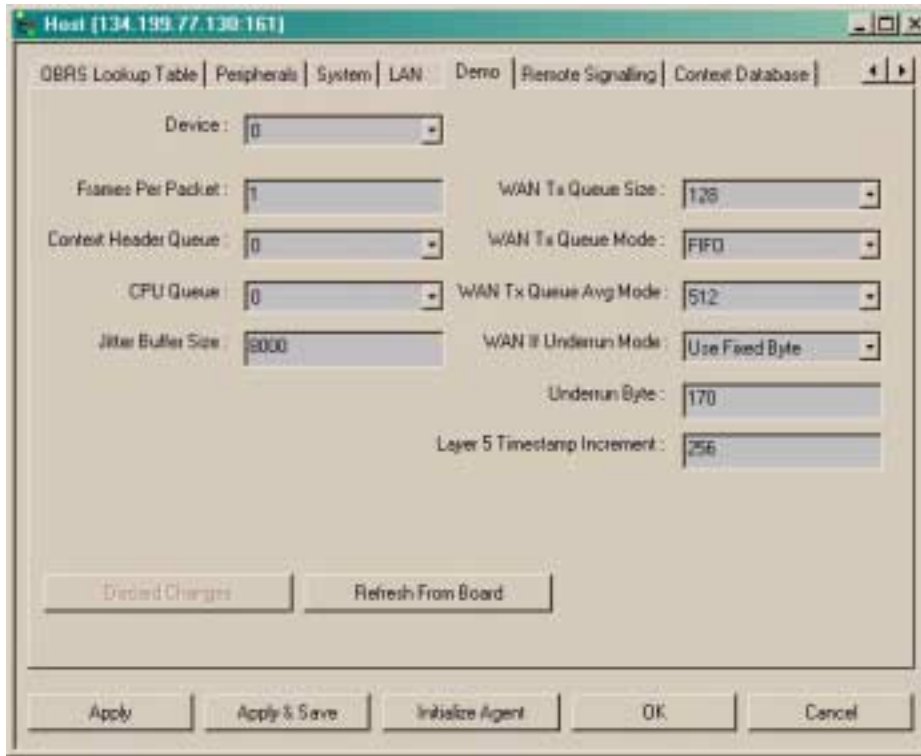 Host [134.199.77.130:161]
QBRS Lookup Table Peripherals System LAN Demo Remote Signalling Context Database
Device : 0
Frames Per Packet : 1 WAN Tx Queue Size : 128
Context Header Queue : 0 WAN Tx Queue Mode : FIFO
CPU Queue : 0 WAN Tx Queue Avg Mode : 512
Jitter Buffer Size : 8000 WAN If Underrun Mode : Use Fixed Byte
Underrun Byte : 170
Layer 5 Timestamp Increment : 256
Discard Changes Refresh From Board
Apply Apply & Save Initialize Agent OK Cancel